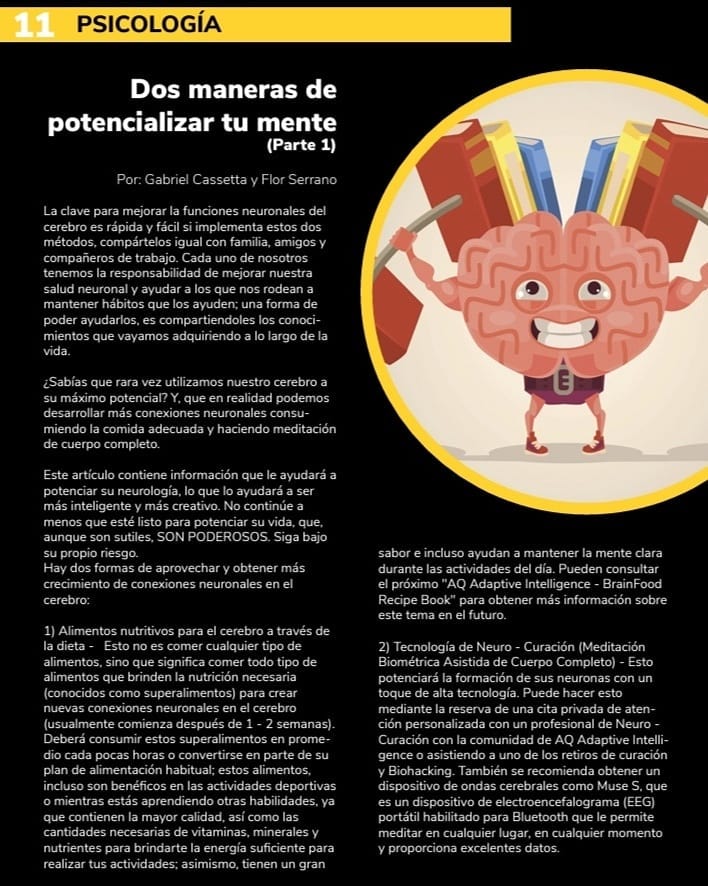 11 PSICOLOGÍA
Dos maneras de
potencializar tu mente
(Parte 1)
Por: Gabriel Cassetta y Flor Serrano
La clave para mejorar la funciones neuronales del
cerebro es rápida y fácil si implementa estos dos
métodos, compártelos igual con familia, amigos y
compañeros de trabajo. Cada uno de nosotros
tenemos la responsabilidad de mejorar nuestra
salud neuronal y ayudar a los que nos rodean a
mantener hábitos que los ayuden; una forma de
poder ayudarlos, es compartiendoles los conoci-
mientos que vayamos adquiriendo a lo largo de la
vida.
¿Sabías que rara vez utilizamos nuestro cerebro a
su máximo potencial? Y, que en realidad podemos
desarrollar más conexiones neuronales consu-
miendo la comida adecuada y haciendo meditación
de cuerpo completo.
Este artículo contiene información que le ayudará a
potenciar su neurología, lo que lo ayudará a ser
más inteligente y más creativo. No continúe a
menos que esté listo para potenciar su vida, que,
aunque son sutiles, SON PODEROSOS. Siga bajo
su propio riesgo.
Hay dos formas de aprovechar y obtener más
crecimiento de conexiones neuronales en el
cerebro:
1) Alimentos nutritivos para el cerebro a través de
la dieta - Esto no es comer cualquier tipo de
alimentos, sino que significa comer todo tipo de
alimentos que brinden la nutrición necesaria
(conocidos como superalimentos) para crear
nuevas conexiones neuronales en el cerebro
(usualmente comienza después de 1 - 2 semanas).
Deberá consumir estos superalimentos en prome-
dio cada pocas horas o convertirse en parte de su
plan de alimentación habitual; estos alimentos,
incluso son benéficos en las actividades deportivas
o mientras estás aprendiendo otras habilidades, ya
que contienen la mayor calidad, así como las
cantidades necesarias de vitaminas, minerales y
nutrientes para brindarte la energía suficiente para
realizar tus actividades; asimismo, tienen un gran
sabor e incluso ayudan a mantener la mente clara
durante las actividades del día. Pueden consultar
el próximo "AQ Adaptive Intelligence - BrainFood
Recipe Book" para obtener más información sobre
este tema en el futuro.
2) Tecnología de Neuro - Curación (Meditación
Biométrica Asistida de Cuerpo Completo) - Esto
potenciará la formación de sus neuronas con un
toque de alta tecnología. Puede hacer esto
mediante la reserva de una cita privada de aten-
ción personalizada con un profesional de Neuro -
Curación con la comunidad de AQ Adaptive Intelli-
gence o asistiendo a uno de los retiros de curación
y Biohacking. También se recomienda obtener un
dispositivo de ondas cerebrales como Muse S, que
es un dispositivo de electroencefalograma (EEG)
portátil habilitado para Bluetooth que le permite
meditar en cualquier lugar, en cualquier momento
y proporciona excelentes datos.